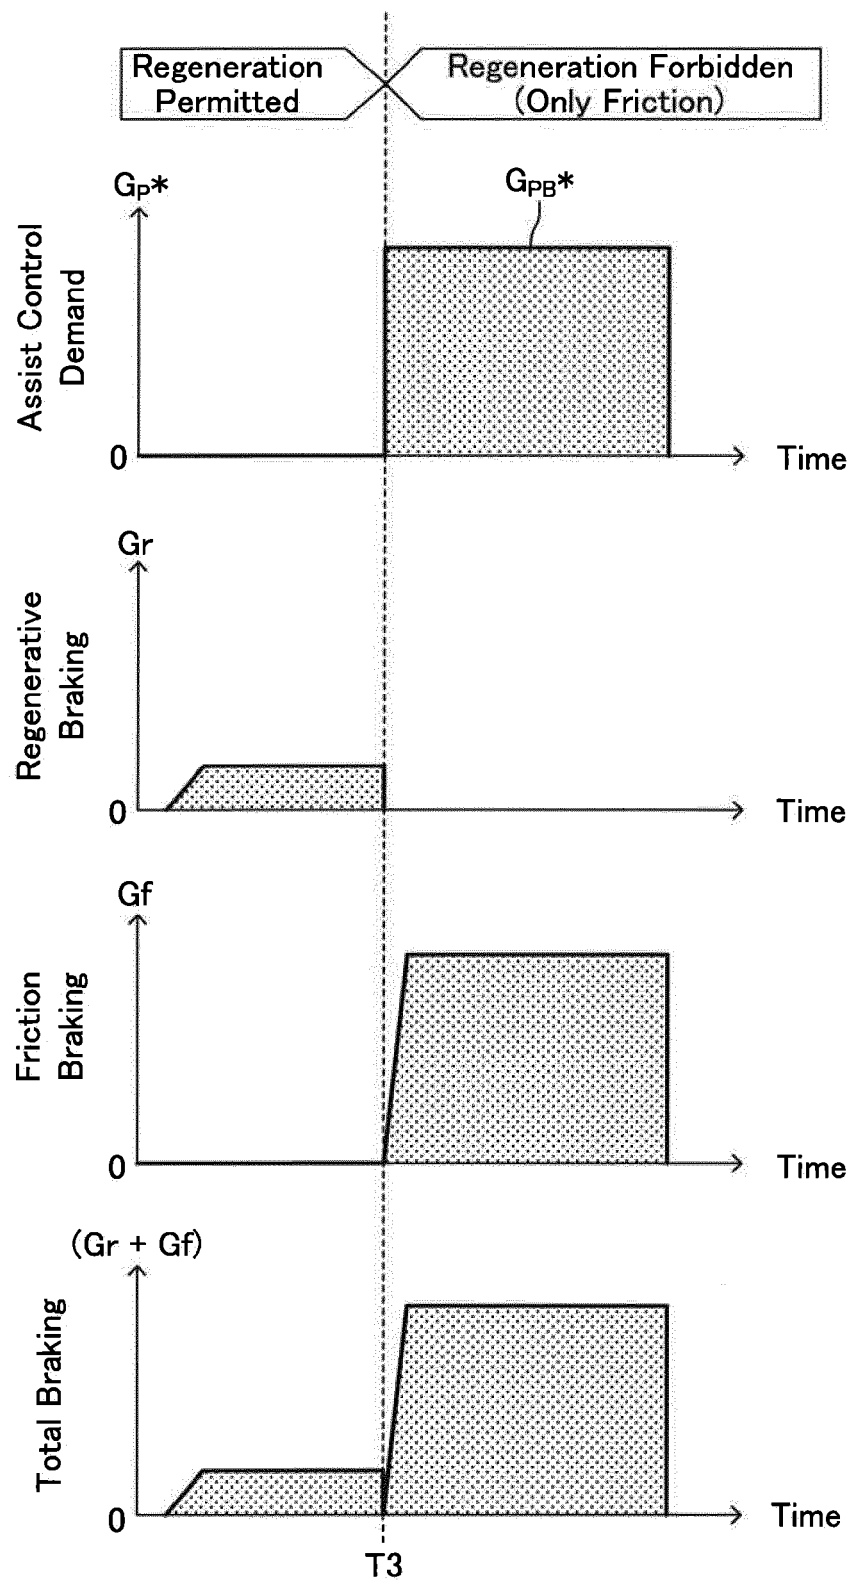 Regeneration
Permitted
Regeneration Forbidden
(Only Friction)
GP*
GPB*
Assist Control
Demand
0
Time
Gr
Regenerative
Braking
0
Time
Gf
Friction
Braking
0
Time
(Gr + Gf)
Total Braking
0
Time
T3